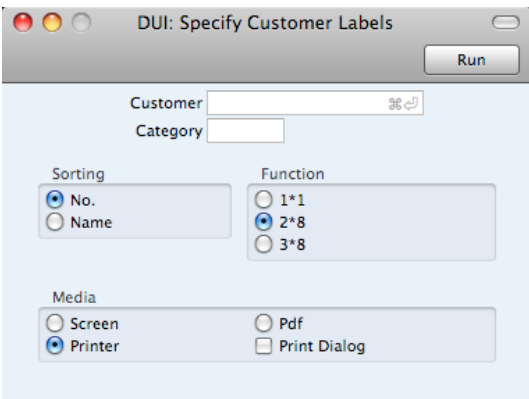 DUI: Specify Customer Labels
Run
Customer ⌘⏎
Category
Sorting Function
No. 1*1
Name 2*8
3*8
Media
Screen Pdf
Printer Print Dialog